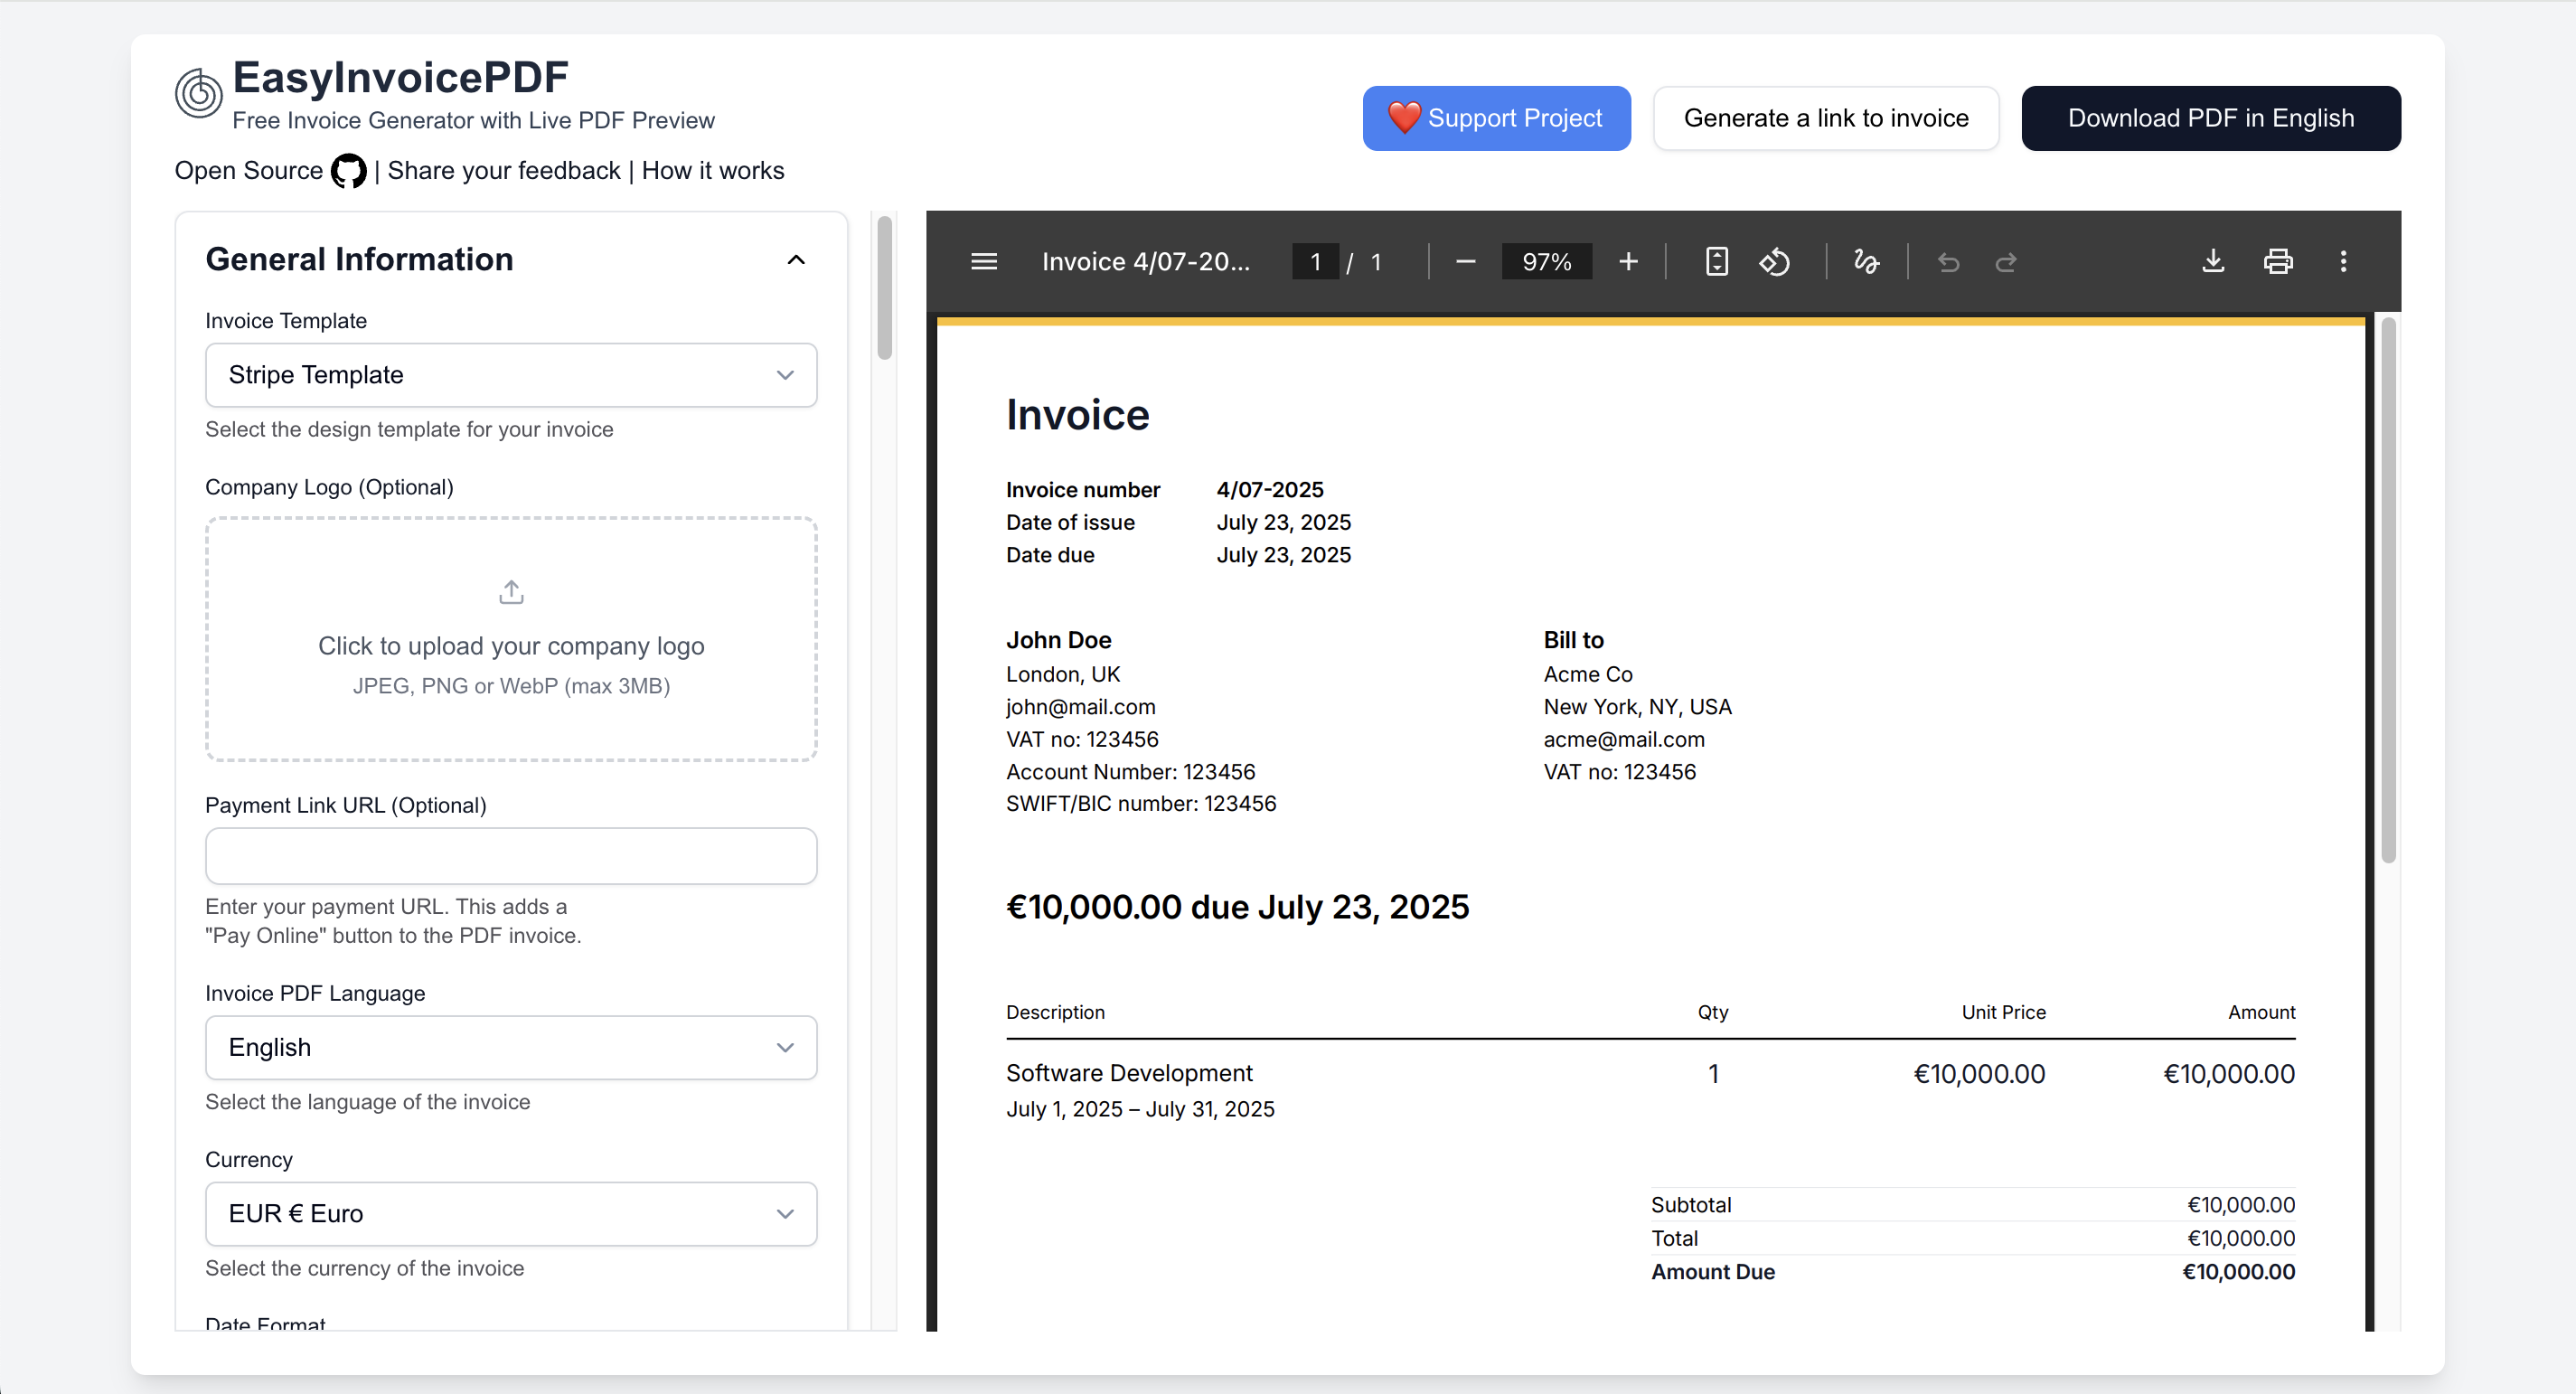 EasyInvoicePDF
Free Invoice Generator with Live PDF Preview
Open Source | Share your feedback | How it works
Support Project
Generate a link to invoice
Download PDF in English
General Information
Invoice Template
Stripe Template
Select the design template for your invoice
Company Logo (Optional)
Click to upload your company logo
JPEG, PNG or WebP (max 3MB)
Payment Link URL (Optional)
Enter your payment URL. This adds a
"Pay Online" button to the PDF invoice.
Invoice PDF Language
English
Select the language of the invoice
Currency
EUR € Euro
Select the currency of the invoice
Date Format
Invoice 4/07-20... 1 / 1 97%
Invoice
Invoice number 4/07-2025
Date of issue July 23, 2025
Date due July 23, 2025
John Doe
London, UK
john@mail.com
VAT no: 123456
Account Number: 123456
SWIFT/BIC number: 123456
Bill to
Acme Co
New York, NY, USA
acme@mail.com
VAT no: 123456
€10,000.00 due July 23, 2025
Description Qty Unit Price Amount
Software Development 1 €10,000.00 €10,000.00
July 1, 2025 – July 31, 2025
Subtotal €10,000.00
Total €10,000.00
Amount Due €10,000.00